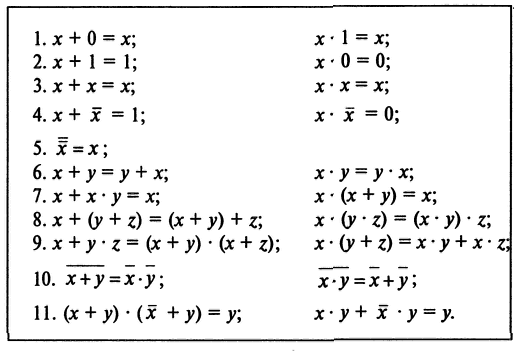 1. x + 0 = x; x · 1 = x;
2. x + 1 = 1; x · 0 = 0;
3. x + x = x; x · x = x;
4. x + x̄ = 1; x · x̄ = 0;
5. x̿ = x;
6. x + y = y + x; x · y = y · x;
7. x + x · y = x; x · (x + y) = x;
8. x + (y + z) = (x + y) + z; x · (y · z) = (x · y) · z;
9. x + y · z = (x + y) · (x + z); x · (y + z) = x · y + x · z;
10. x̅ ̅+̅ ̅y̅ = x̄ · ȳ; x̅ ̅·̅ ̅y̅ = x̄ + ȳ;
11. (x + y) · (x̄ + y) = y; x · y + x̄ · y = y.